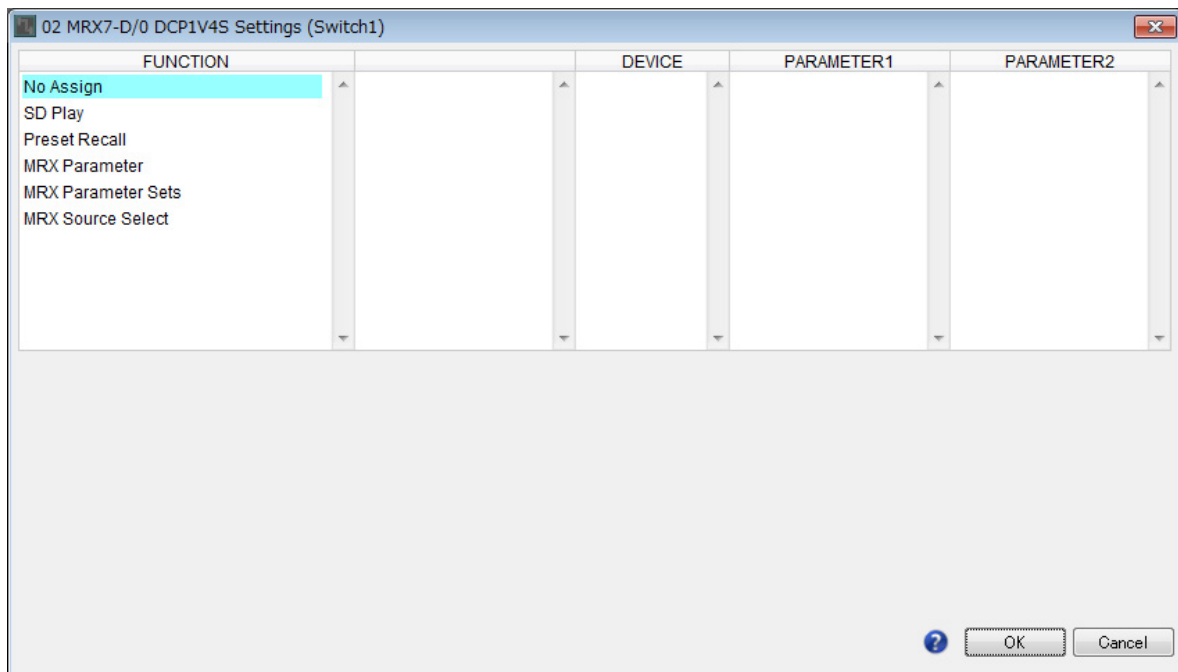 02 MRX7-D/0 DCP1V4S Settings (Switch1)
FUNCTION DEVICE PARAMETER1 PARAMETER2
No Assign
SD Play
Preset Recall
MRX Parameter
MRX Parameter Sets
MRX Source Select
? OK Cancel